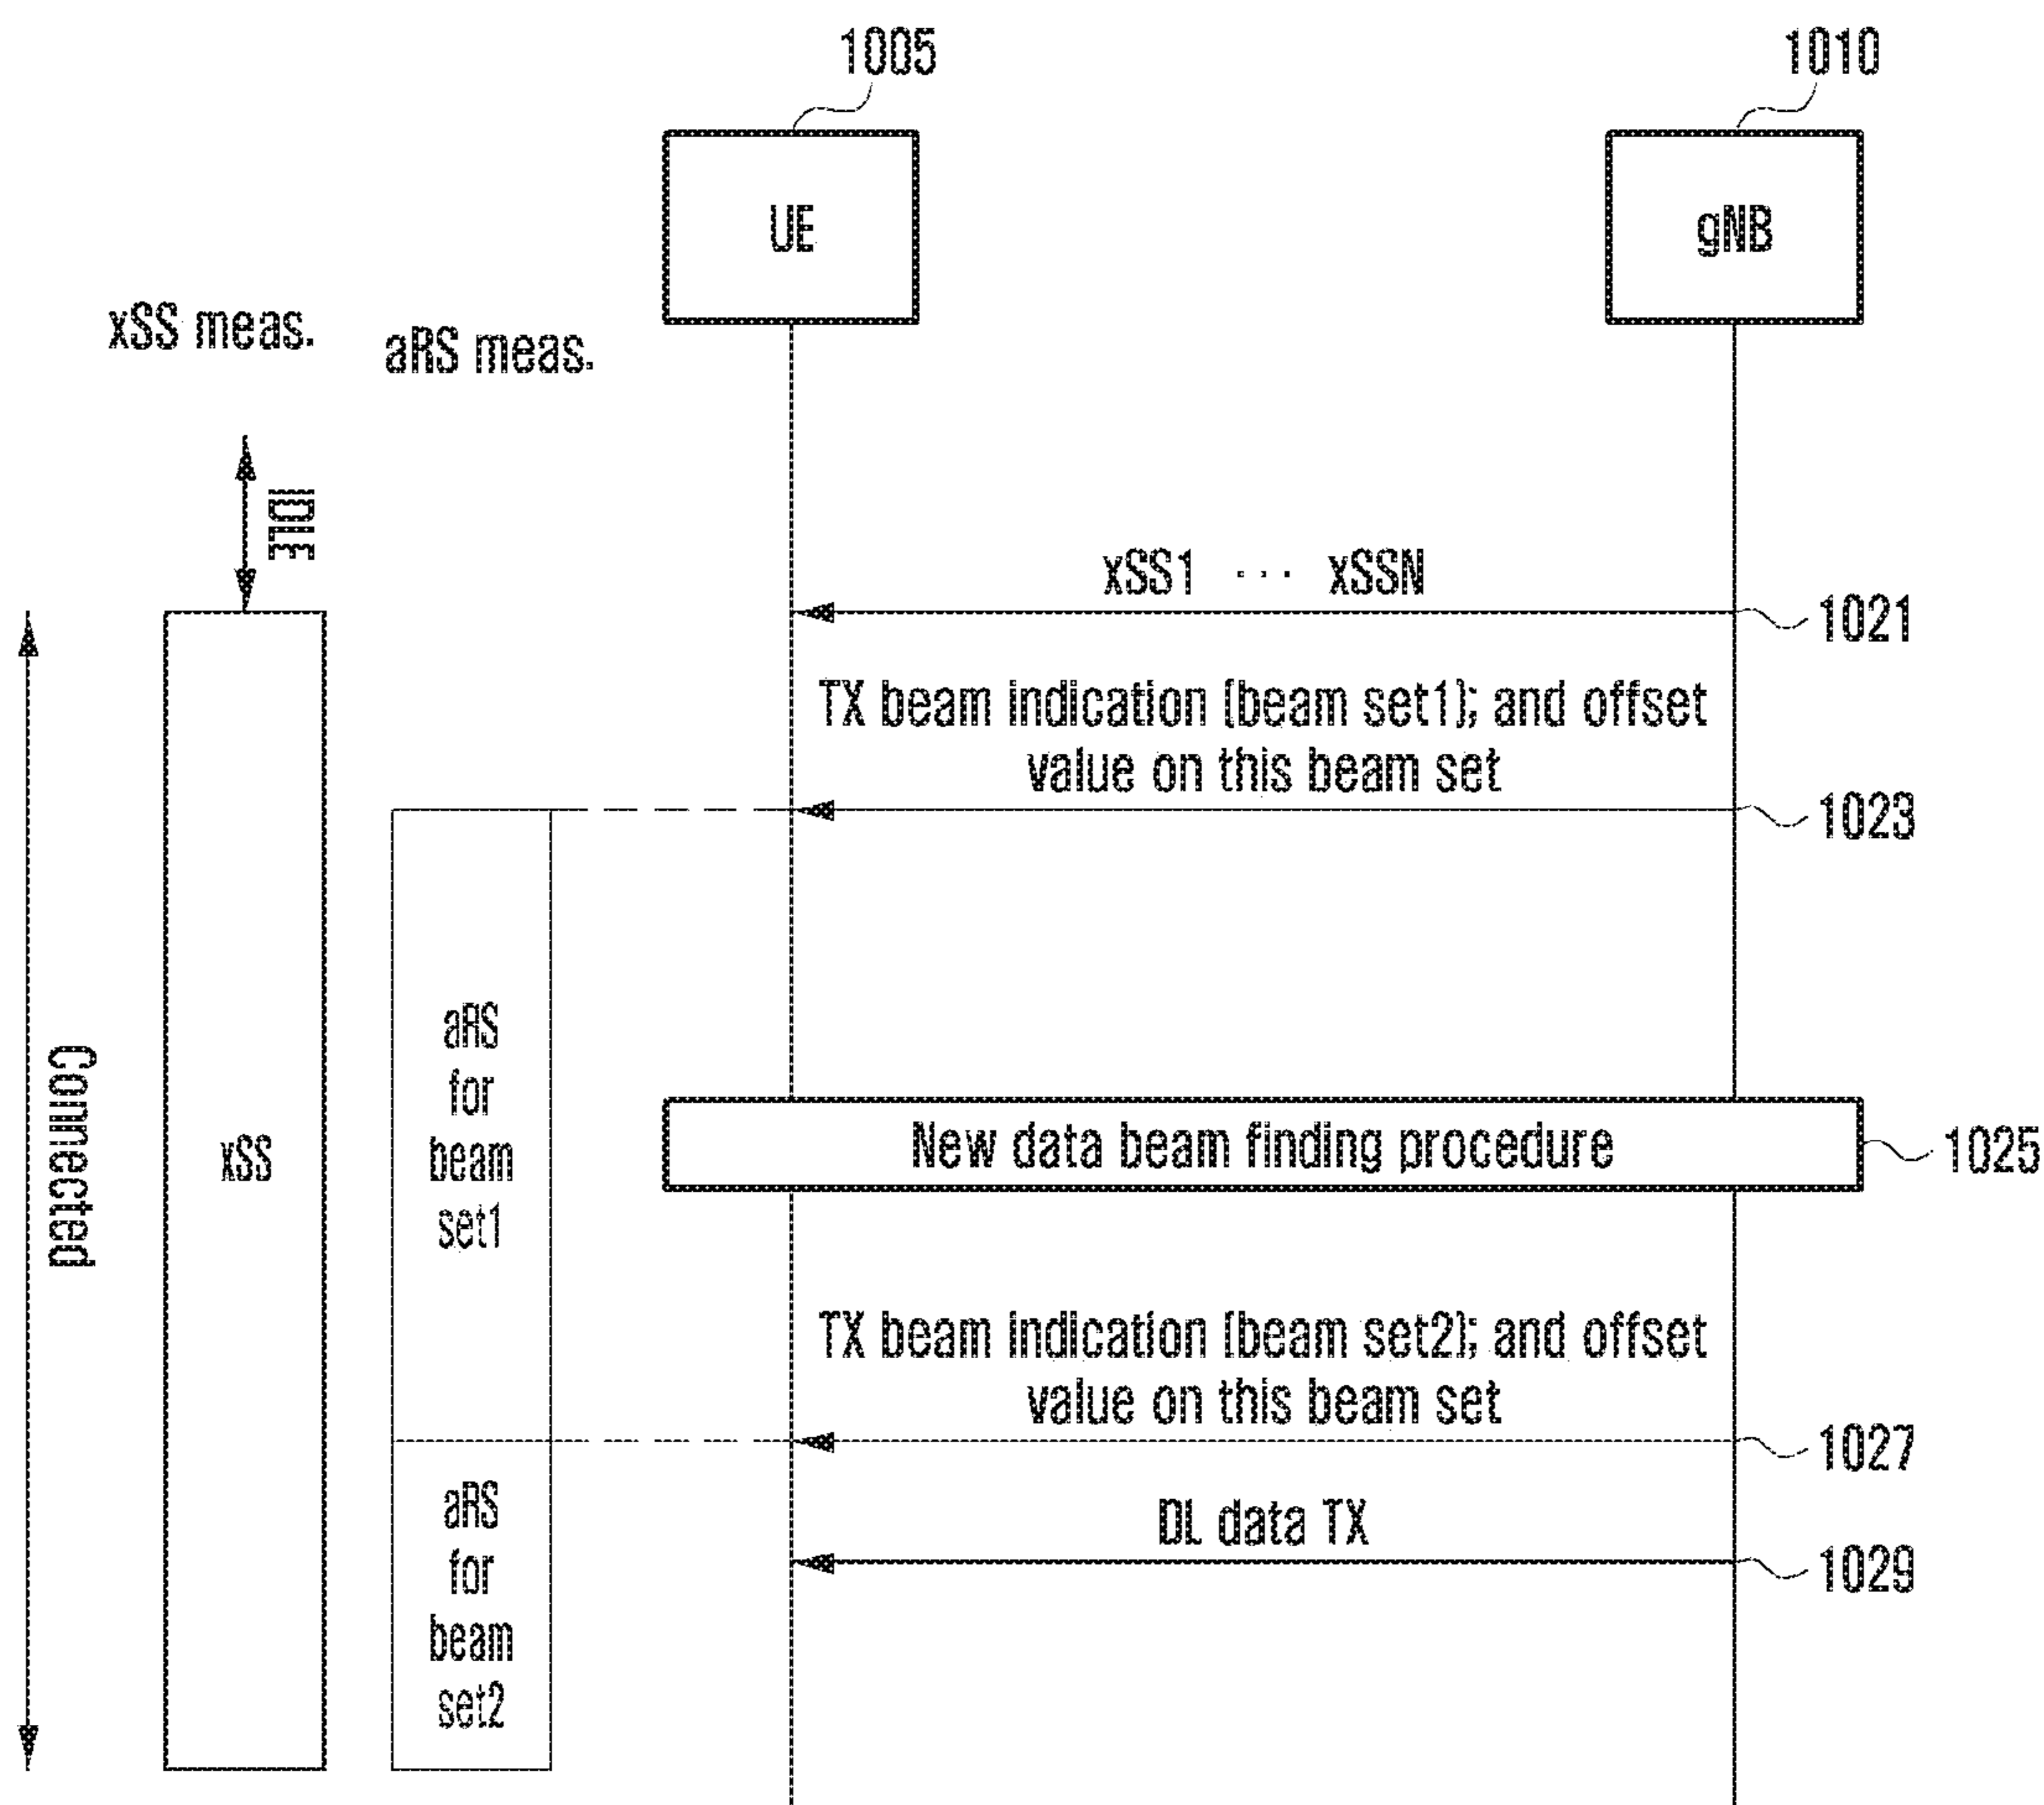 1005
1010
UE
gNB
xSS meas.
aRS meas.
IDLE
xSS1 ··· xSSN
1021
TX beam indication (beam set1); and offset
value on this beam set
1023
aRS
for
beam
set1
Connected
xSS
New data beam finding procedure
1025
TX beam indication (beam set2); and offset
value on this beam set
1027
aRS
for
beam
set2
DL data TX
1029